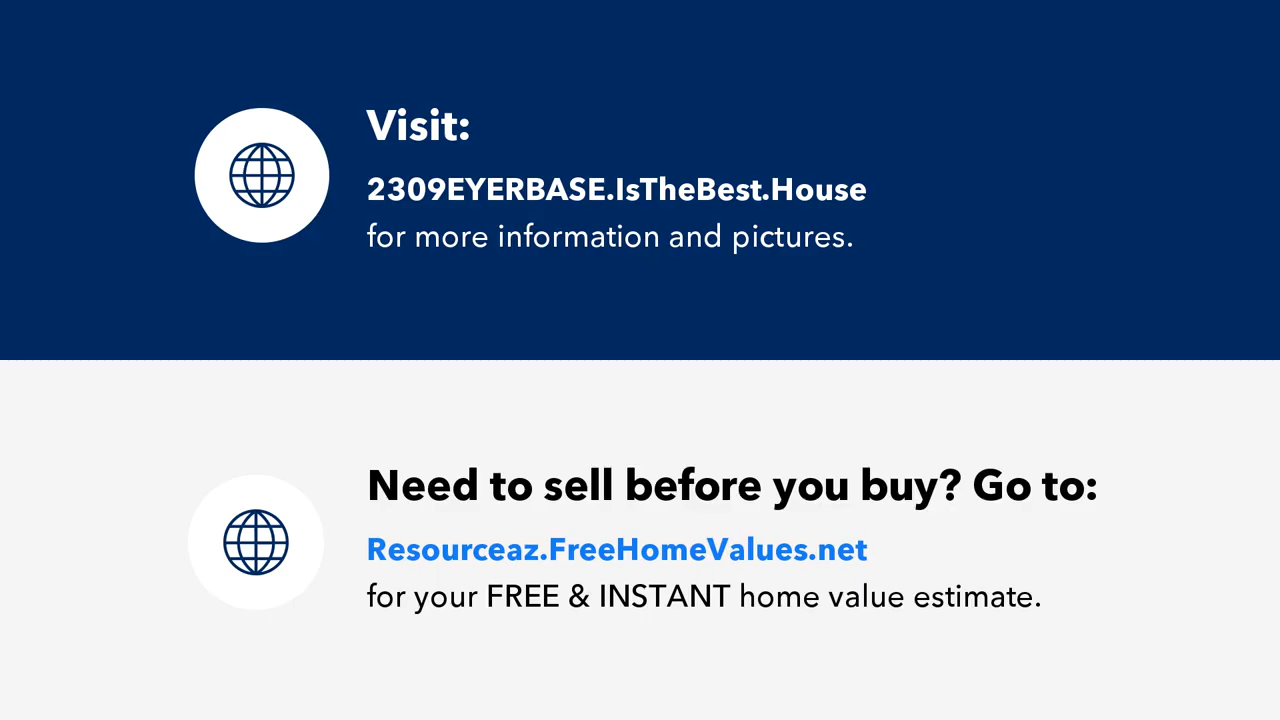 Visit:
2309EYERBASE.IsTheBest.House
for more information and pictures.
Need to sell before you buy? Go to:
Resourceaz.FreeHomeValues.net
for your FREE & INSTANT home value estimate.